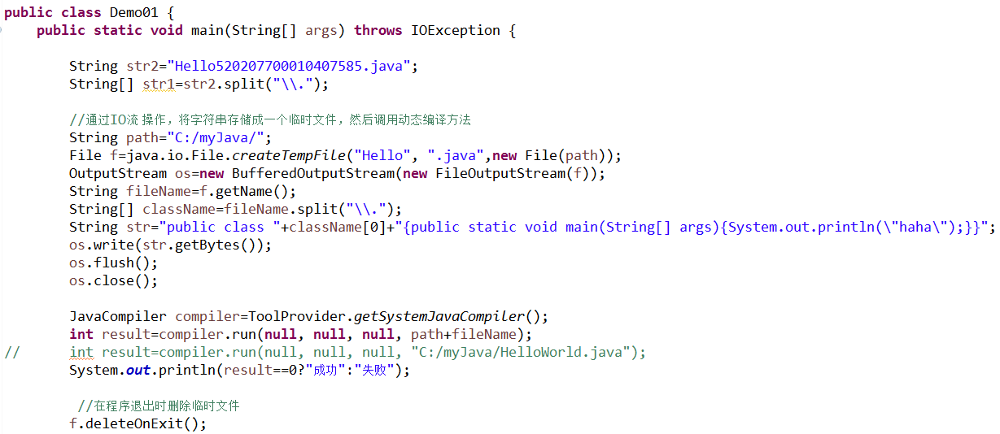 public class Demo01 {
public static void main(String[] args) throws IOException {
String str2="Hello520207700010407585.java";
String[] str1=str2.split("\\.");
//通过IO流 操作，将字符串存储成一个临时文件，然后调用动态编译方法
String path="C:/myJava/";
File f=java.io.File.createTempFile("Hello", ".java",new File(path));
OutputStream os=new BufferedOutputStream(new FileOutputStream(f));
String fileName=f.getName();
String[] className=fileName.split("\\.");
String str="public class "+className[0]+"{public static void main(String[] args){System.out.println(\"haha\");}}";
os.write(str.getBytes());
os.flush();
os.close();
JavaCompiler compiler=ToolProvider.getSystemJavaCompiler();
int result=compiler.run(null, null, null, path+fileName);
// int result=compiler.run(null, null, null, "C:/myJava/HelloWorld.java");
System.out.println(result==0?"成功":"失败");
//在程序退出时删除临时文件
f.deleteOnExit();